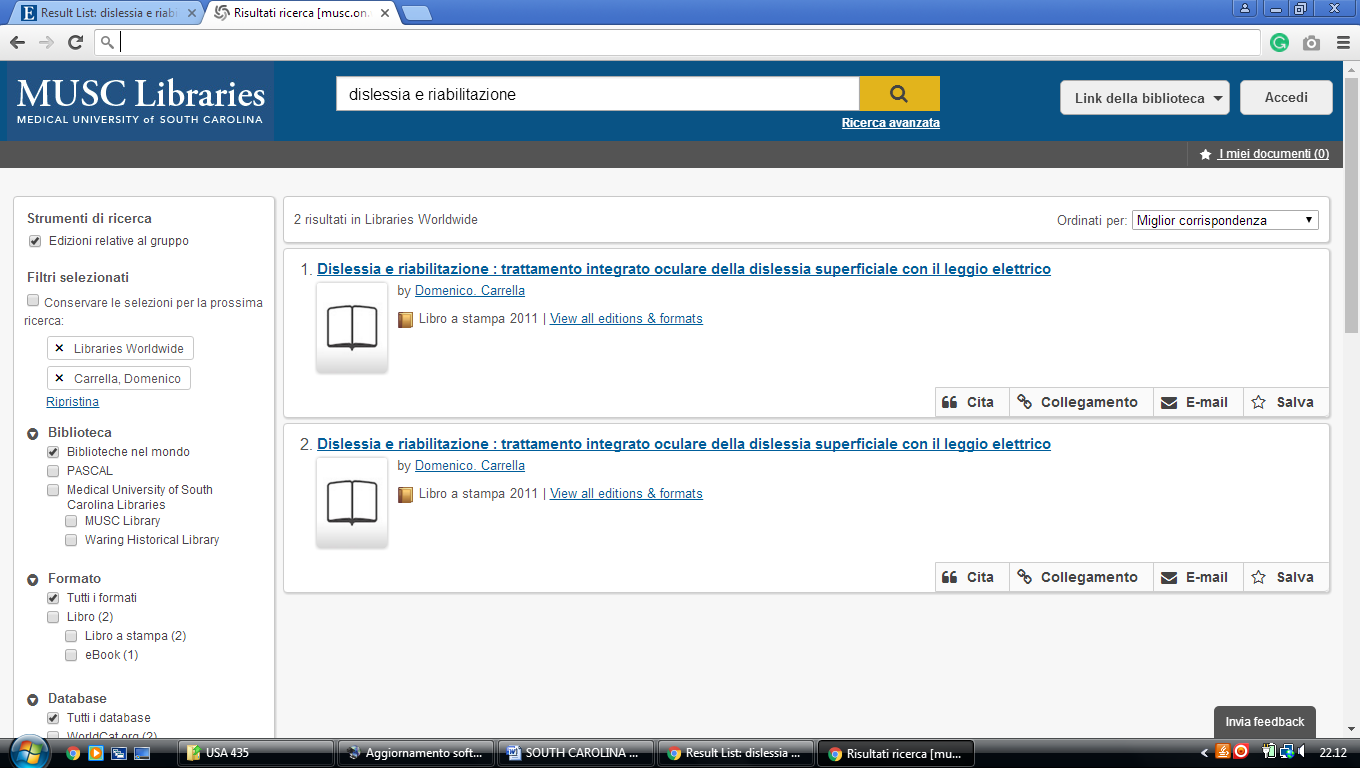 Result List: dislessia e riabi
Risultati ricerca [musc.on.
MUSC Libraries
MEDICAL UNIVERSITY of SOUTH CAROLINA
dislessia e riabilitazione
Ricerca avanzata
Link della biblioteca
Accedi
I miei documenti (0)
Strumenti di ricerca
Edizioni relative al gruppo
Filtri selezionati
Conservare le selezioni per la prossima
ricerca:
Libraries Worldwide
Carrella, Domenico
Ripristina
Biblioteca
Biblioteche nel mondo
PASCAL
Medical University of South
Carolina Libraries
MUSC Library
Waring Historical Library
Formato
Tutti i formati
Libro (2)
Libro a stampa (2)
eBook (1)
Database
Tutti i database
WorldCat.org (2)
2 risultati in Libraries Worldwide
Ordinati per: Miglior corrispondenza
1. Dislessia e riabilitazione : trattamento integrato oculare della dislessia superficiale con il leggio elettrico
by Domenico. Carrella
Libro a stampa 2011 | View all editions & formats
Cita Collegamento E-mail Salva
2. Dislessia e riabilitazione : trattamento integrato oculare della dislessia superficiale con il leggio elettrico
by Domenico. Carrella
Libro a stampa 2011 | View all editions & formats
Cita Collegamento E-mail Salva
Invia feedback
USA 435
Aggiornamento soft...
SOUTH CAROLINA ...
Result List: dislessia ...
Risultati ricerca [mu...
22.12